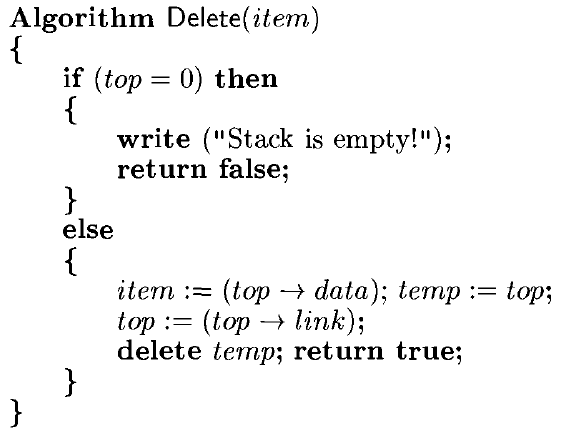 Algorithm Delete(item)
{
if (top = 0) then
{
write ("Stack is empty!");
return false;
}
else
{
item := (top → data); temp := top;
top := (top → link);
delete temp; return true;
}
}